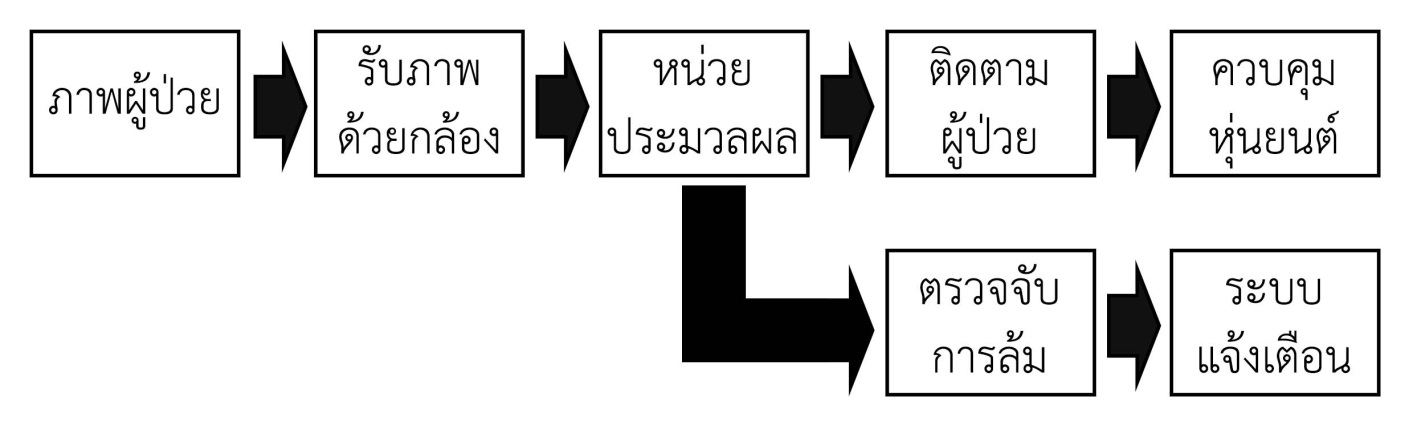 ภาพผู้ป่วย
รับภาพ
ด้วยกล้อง
หน่วย
ประมวลผล
ติดตาม
ผู้ป่วย
ควบคุม
หุ่นยนต์
ตรวจจับ
การล้ม
ระบบ
แจ้งเตือน